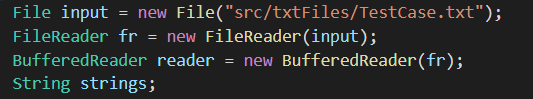 File input = new File("src/txtFiles/TestCase.txt");
FileReader fr = new FileReader(input);
BufferedReader reader = new BufferedReader(fr);
String strings;